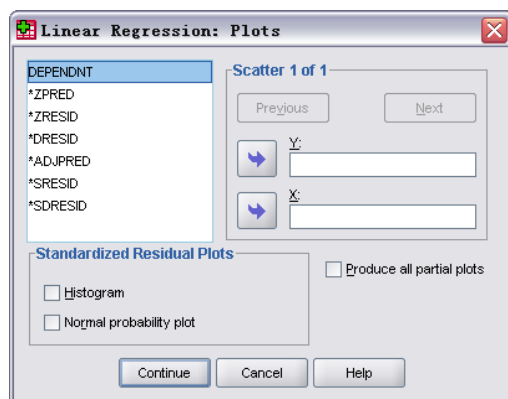 Linear Regression: Plots
DEPENDNT
*ZPRED
*ZRESID
*DRESID
*ADJPRED
*SRESID
*SDRESID
Scatter 1 of 1
Previous Next
Y:
X:
Standardized Residual Plots
Histogram
Normal probability plot
Produce all partial plots
Continue Cancel Help